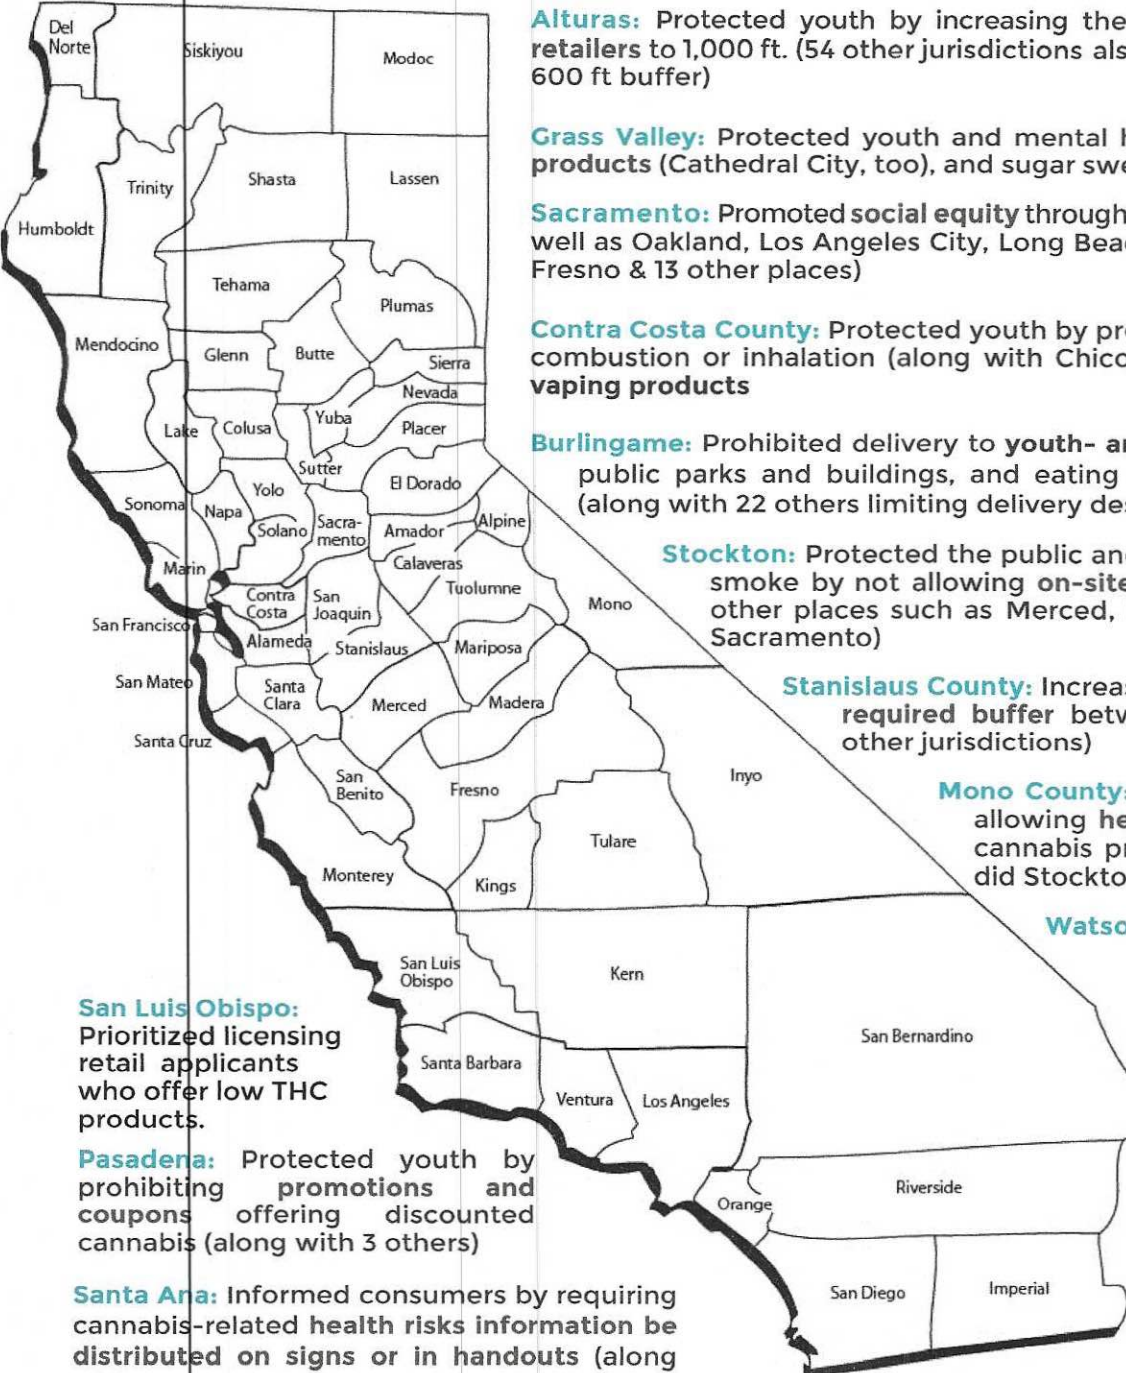 Del
Norte
Siskiyou
Modoc
Trinity
Shasta
Lassen
Humboldt
Tehama
Plumas
Mendocino
Glenn
Butte
Sierra
Nevada
Lake
Colusa
Yuba
Placer
Sutter
El Dorado
Sonoma
Napa
Yolo
Solano
Sacra-
mento
Amador
Alpine
Calaveras
Marin
Contra
Costa
San
Joaquin
Tuolumne
Mono
San Francisco
Alameda
Stanislaus
Mariposa
San Mateo
Santa
Clara
Merced
Madera
Santa Cruz
San
Benito
Fresno
Inyo
Tulare
Monterey
Kings
San Luis
Obispo
Kern
San Bernardino
Santa Barbara
Ventura
Los Angeles
Orange
Riverside
San Diego
Imperial
Alturas: Protected youth by increasing the
retailers to 1,000 ft. (54 other jurisdictions als
600 ft buffer)
Grass Valley: Protected youth and mental
products (Cathedral City, too), and sugar swe
Sacramento: Promoted social equity through
well as Oakland, Los Angeles City, Long Bea
Fresno & 13 other places)
Contra Costa County: Protected youth by pr
combustion or inhalation (along with Chico
vaping products
Burlingame: Prohibited delivery to youth- a
public parks and buildings, and eating
(along with 22 others limiting delivery de
Stockton: Protected the public an
smoke by not allowing on-site
other places such as Merced,
Sacramento)
Stanislaus County: Increa
required buffer betw
other jurisdictions)
Mono County:
allowing he
cannabis pr
did Stockto
Watso
San Luis Obispo:
Prioritized licensing
retail applicants
who offer low THC
products.
Pasadena: Protected youth by
prohibiting promotions and
coupons offering discounted
cannabis (along with 3 others)
Santa Ana: Informed consumers by requiring
cannabis-related health risks information be
distributed on signs or in handouts (along